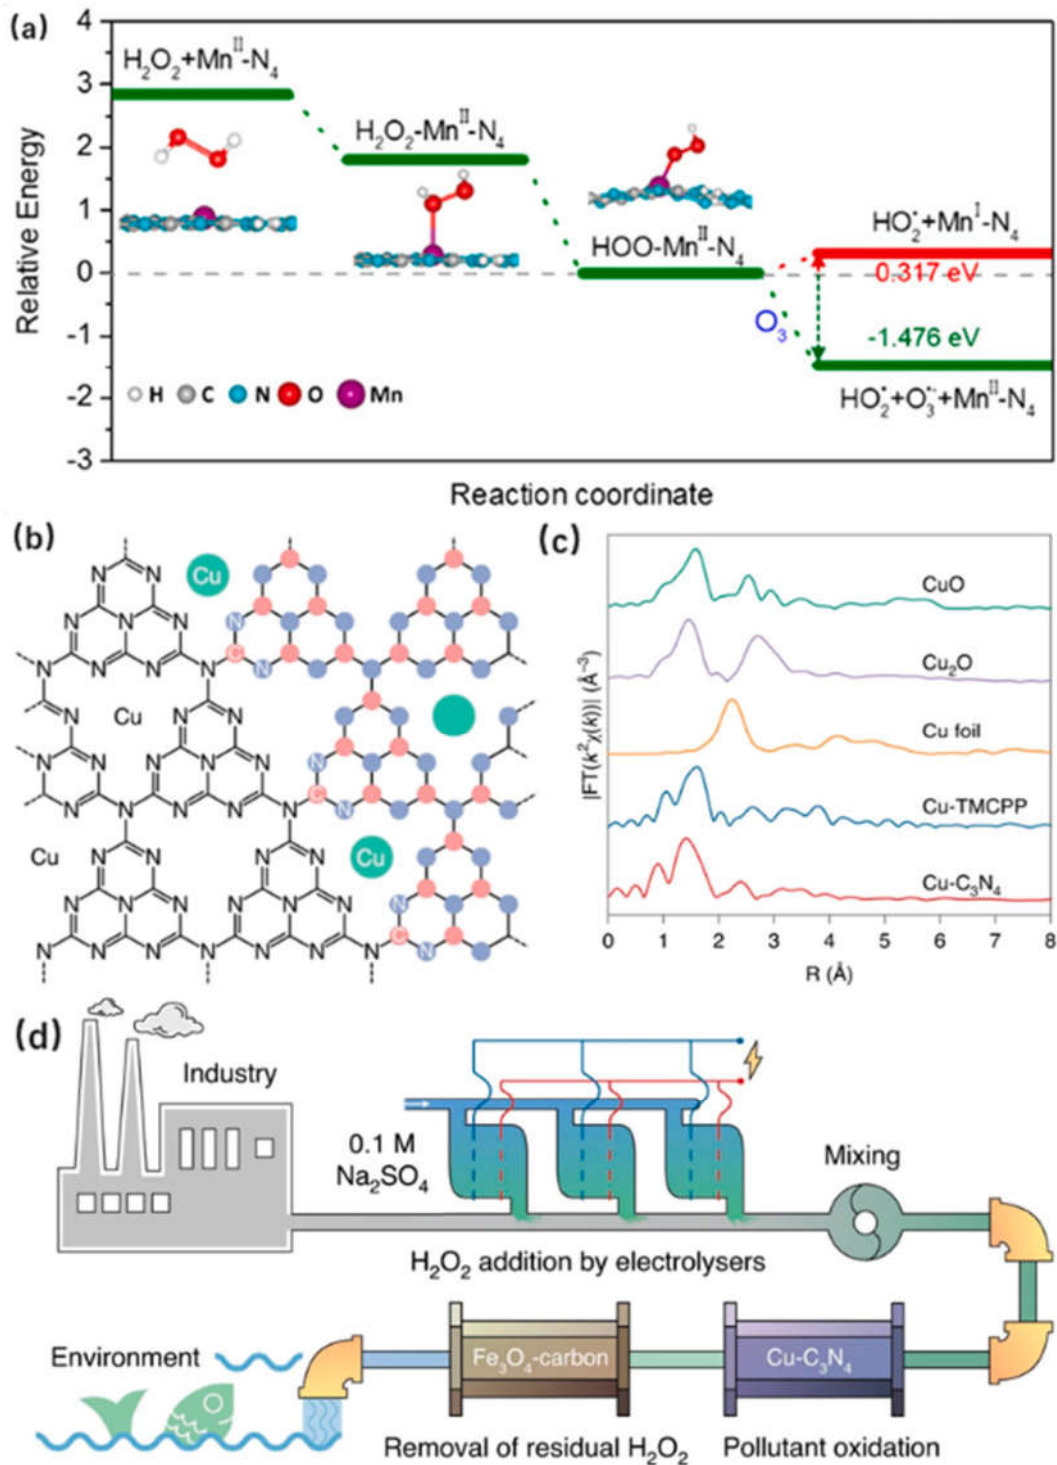 (a)
4
3
2
1
0
-1
-2
-3
Relative Energy
H₂O₂+Mnᴵᴵ-N₄
H₂O₂-Mnᴵᴵ-N₄
HOO-Mnᴵᴵ-N₄
HO₂•+Mnᴵ-N₄
0.317 eV
O₃
-1.476 eV
HO₂•+O₃•⁻+Mnᴵᴵ-N₄
H C N O Mn
Reaction coordinate
(b)
Cu
N N
N N N
N
C
N N N N
N
N
Cu
N N
N N N
N N N
N
C
N
N N N N
Cu
Cu
N N N N
N N N N N N
N
C
N
N N N N N N N N N
(c)
|FT(k²χ(k))| (Å⁻³)
CuO
Cu₂O
Cu foil
Cu-TMCPP
Cu-C₃N₄
0 1 2 3 4 5 6 7 8
R (Å)
(d)
Industry
0.1 M
Na₂SO₄
Mixing
H₂O₂ addition by electrolysers
Environment
Fe₃O₄-carbon
Cu-C₃N₄
Removal of residual H₂O₂
Pollutant oxidation